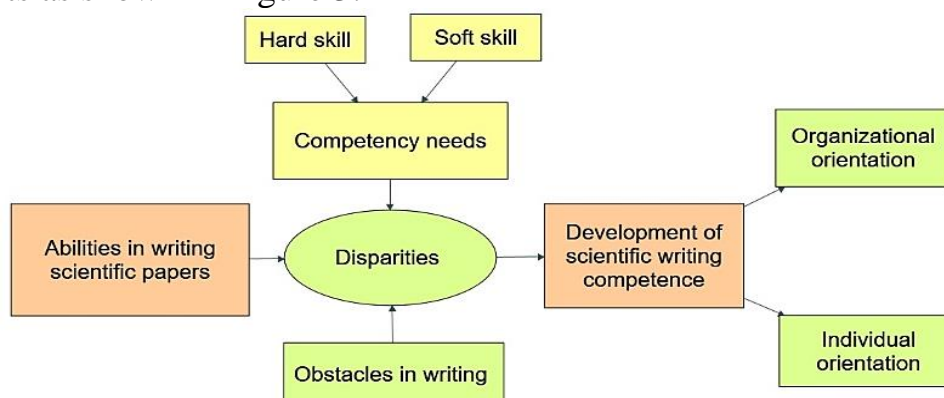 Hard skill
Soft skill
Competency needs
Organizational
orientation
Abilities in writing
scientific papers
Disparities
Development of
scientific writing
competence
Individual
orientation
Obstacles in writing